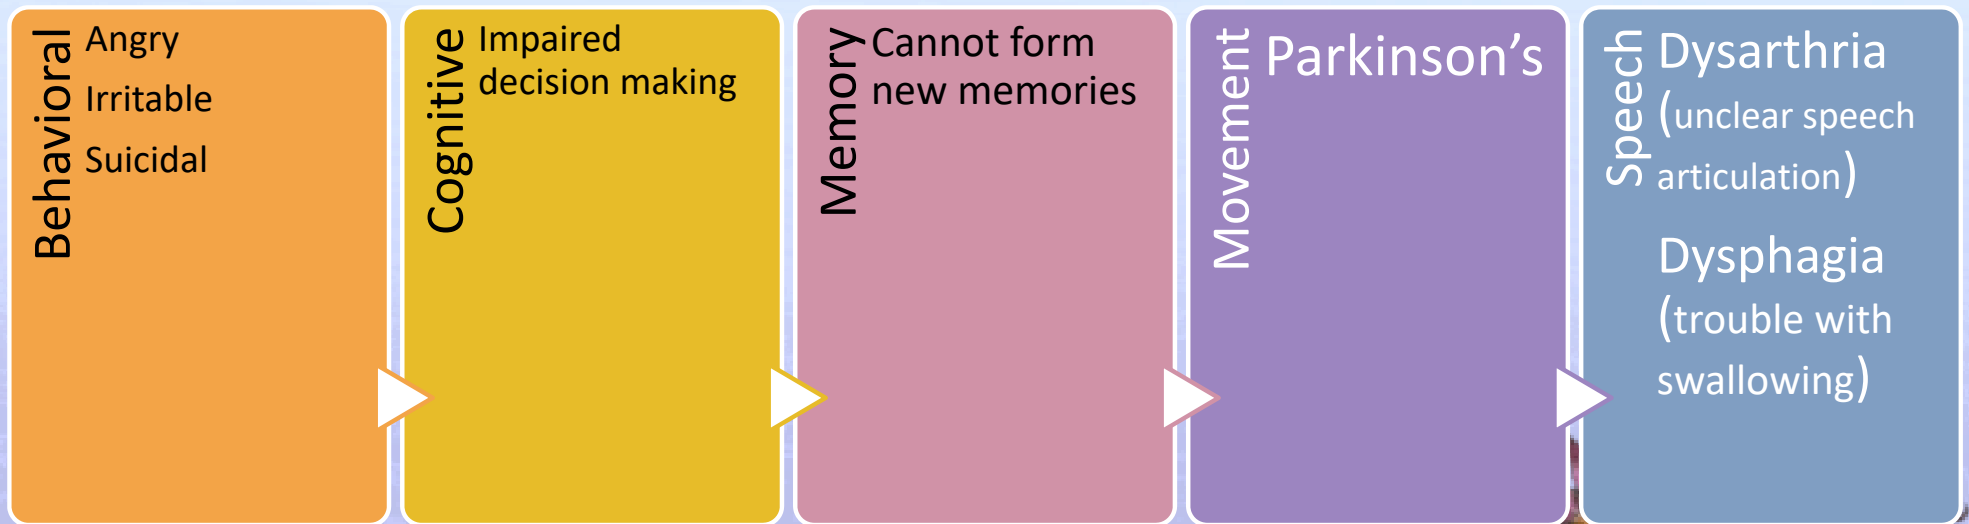 Behavioral
Angry
Irritable
Suicidal
Cognitive
Impaired
decision making
Memory
Cannot form
new memories
Movement
Parkinson’s
Speech
Dysarthria
(unclear speech
articulation)
Dysphagia
(trouble with
swallowing)